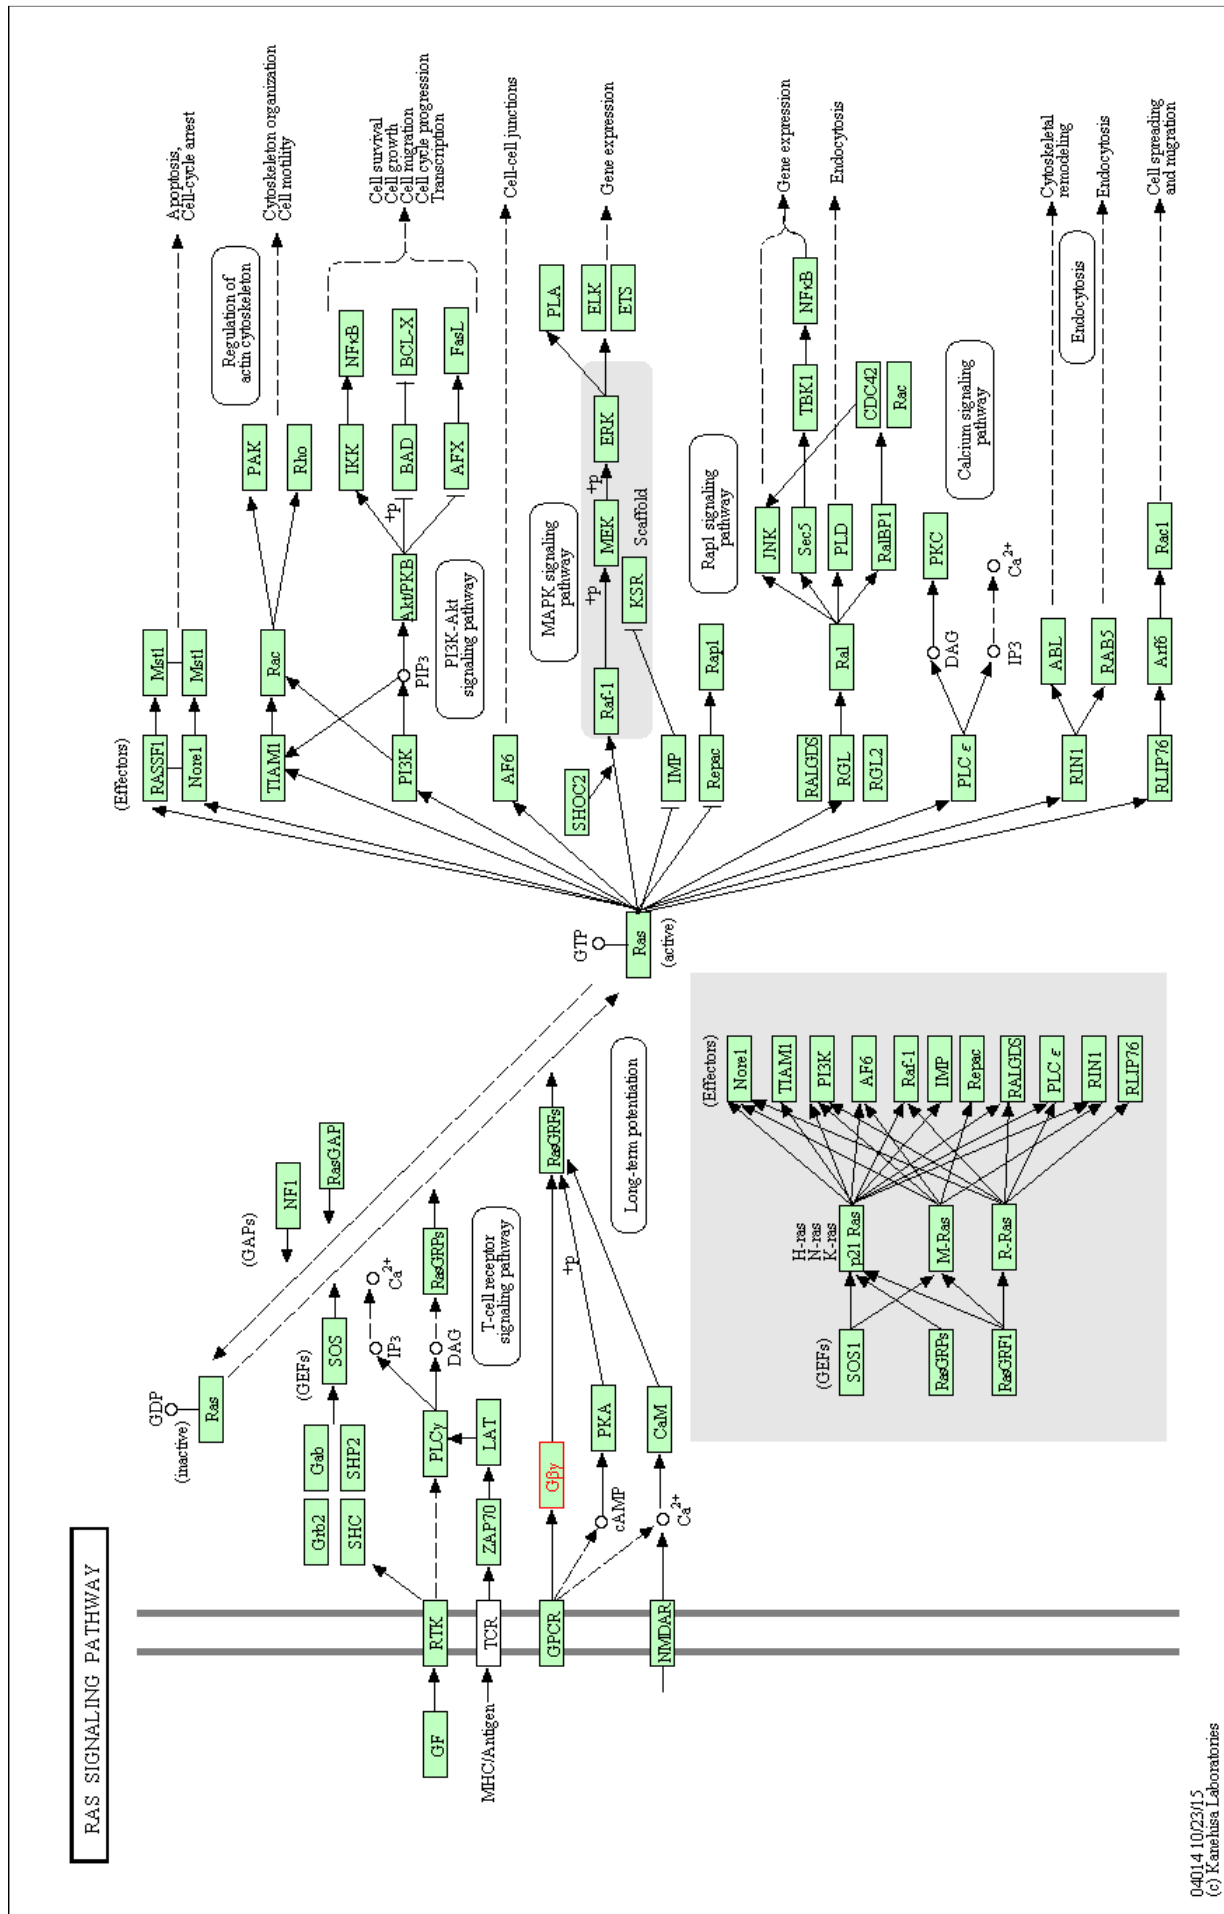 RAS SIGNALING PATHWAY
GF
MHC/Antigen
RTK
TCR
GPCR
NMDAR
Grb2
Gab
SHC
SHP2
(GEFs)
SOS
ZAP70
LAT
PLCγ
IP3
Ca2+
DAG
RasGRPs
T-cell receptor
signaling pathway
Gβγ
cAMP
PKA
+p
Ca2+
CaM
RasGRFs
Long-term potentiation
GDP
(inactive)
Ras
(GAPs)
NF1
RasGAP
GTP
Ras
(active)
(Effectors)
RASSF1
Mst1
Nore1
Mst1
Apoptosis,
Cell-cycle arrest
TIAM1
Rac
PAK
Rho
Regulation of
actin cytoskeleton
Cytoskeleton organization
Cell motility
PI3K
PIP3
Akt/PKB
PI3K-Akt
signaling pathway
IKK
NFκB
+p
BAD
BCL-X
AFX
FasL
Cell survival
Cell growth
Cell migration
Cell cycle progression
Transcription
AF6
Cell-cell junctions
SHOC2
Raf-1
+p
MEK
+p
ERK
MAPK signaling
pathway
PLA
ELK
ETS
Gene expression
IMP
KSR
Scaffold
Repac
Rap1
Rap1 signaling
pathway
RALGDS
RGL
RGL2
Ral
JNK
Sec5
TBK1
NFκB
Gene expression
PLD
Endocytosis
RalBP1
CDC42
Rac
PLC ε
DAG
PKC
IP3
Ca2+
Calcium signaling
pathway
RIN1
ABL
Cytoskeletal
remodeling
RAB5
Endocytosis
Endocytosis
RLIP76
Arf6
Rac1
Cell spreading
and migration
(GEFs)
SOS1
RasGRPs
RasGRF1
H-ras
N-ras
K-ras
p21 Ras
M-Ras
R-Ras
(Effectors)
Nore1
TIAM1
PI3K
AF6
Raf-1
IMP
Repac
RALGDS
PLC ε
RIN1
RLIP76
04014 10/23/15
(c) Kanehisa Laboratories